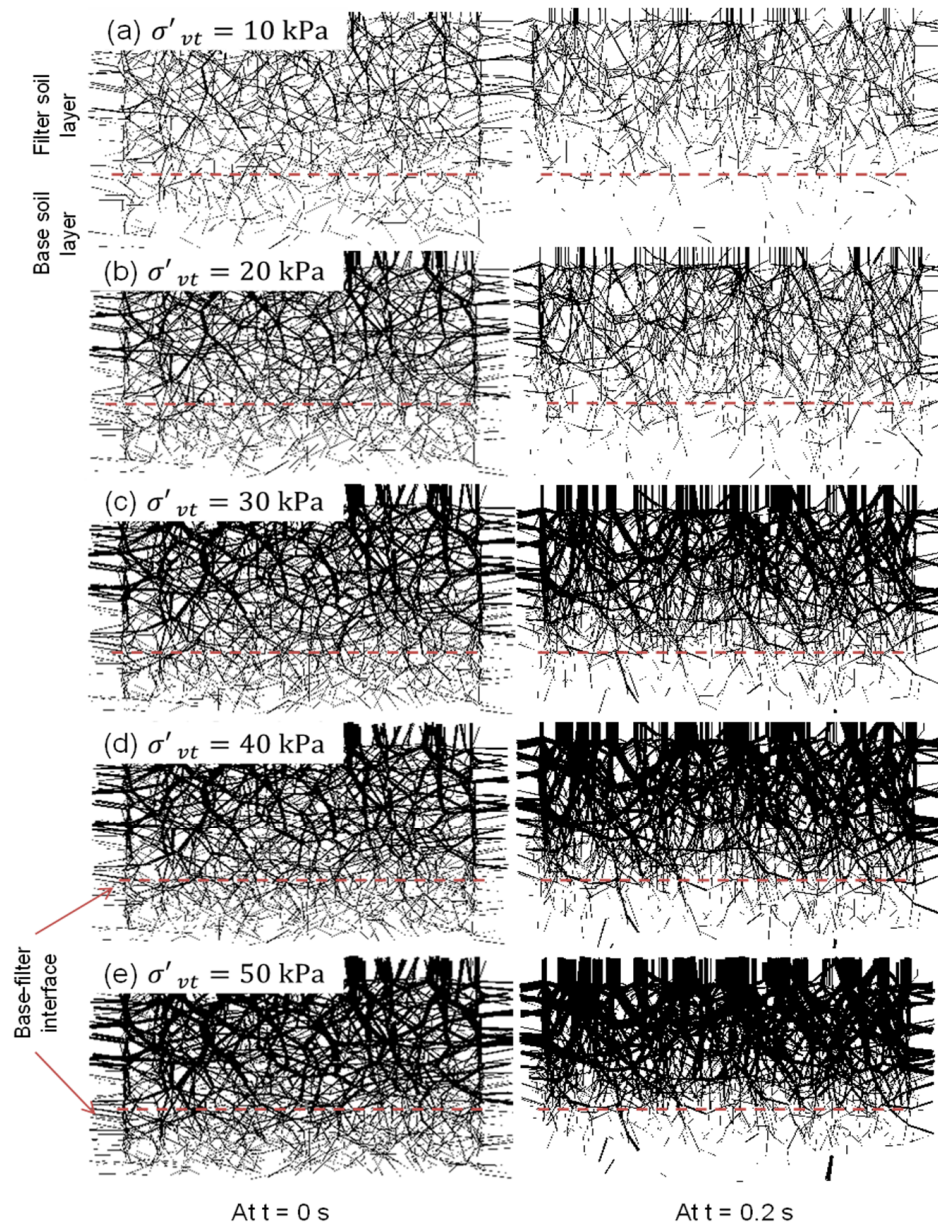 (a) σ′vt = 10 kPa
Filter soil
layer
Base soil
layer
(b) σ′vt = 20 kPa
(c) σ′vt = 30 kPa
(d) σ′vt = 40 kPa
Base-filter
interface
(e) σ′vt = 50 kPa
At t = 0 s
At t = 0.2 s